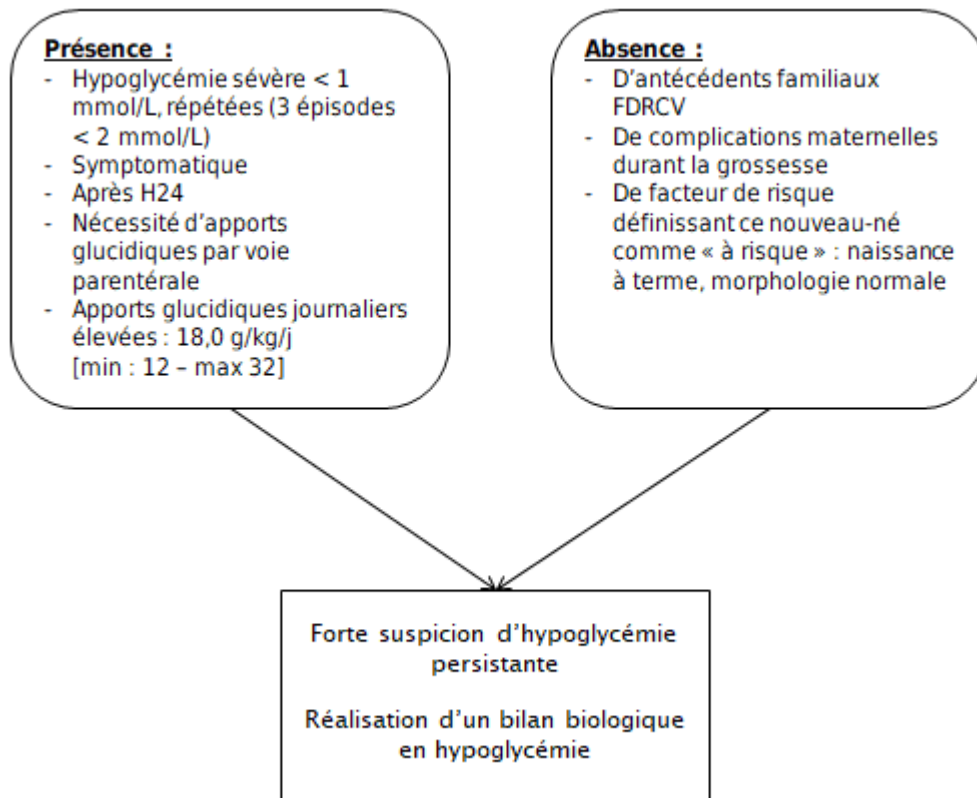 Présence :
- Hypoglycémie sévère < 1
mmol/L, répétées (3 épisodes
< 2 mmol/L)
- Symptomatique
- Après H24
- Nécessité d'apports
glucidiques par voie
parentérale
- Apports glucidiques journaliers
élevées : 18,0 g/kg/j
[min : 12 – max 32]
Absence :
- D'antécédents familiaux
FDRCV
- De complications maternelles
durant la grossesse
- De facteur de risque
définissant ce nouveau-né
comme « à risque » : naissance
à terme, morphologie normale
Forte suspicion d'hypoglycémie
persistante
Réalisation d'un bilan biologique
en hypoglycémie